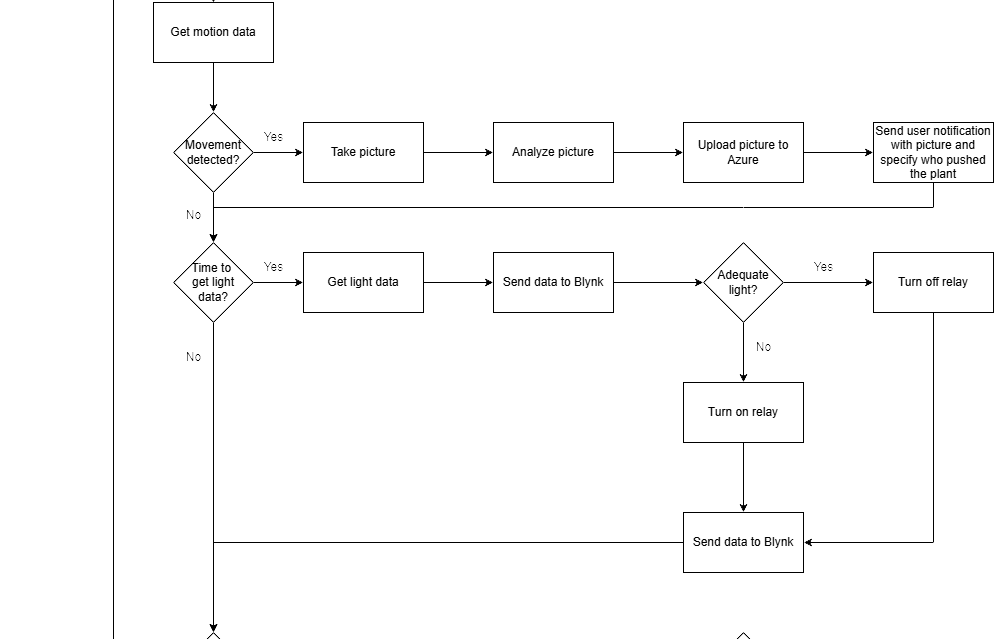 Get motion data
Movement
detected?
Yes
Take picture
Analyze picture
Upload picture to
Azure
Send user notification
with picture and
specify who pushed
the plant
No
Time to
get light
data?
Yes
Get light data
Send data to Blynk
Adequate
light?
Yes
Turn off relay
No
No
Turn on relay
Send data to Blynk